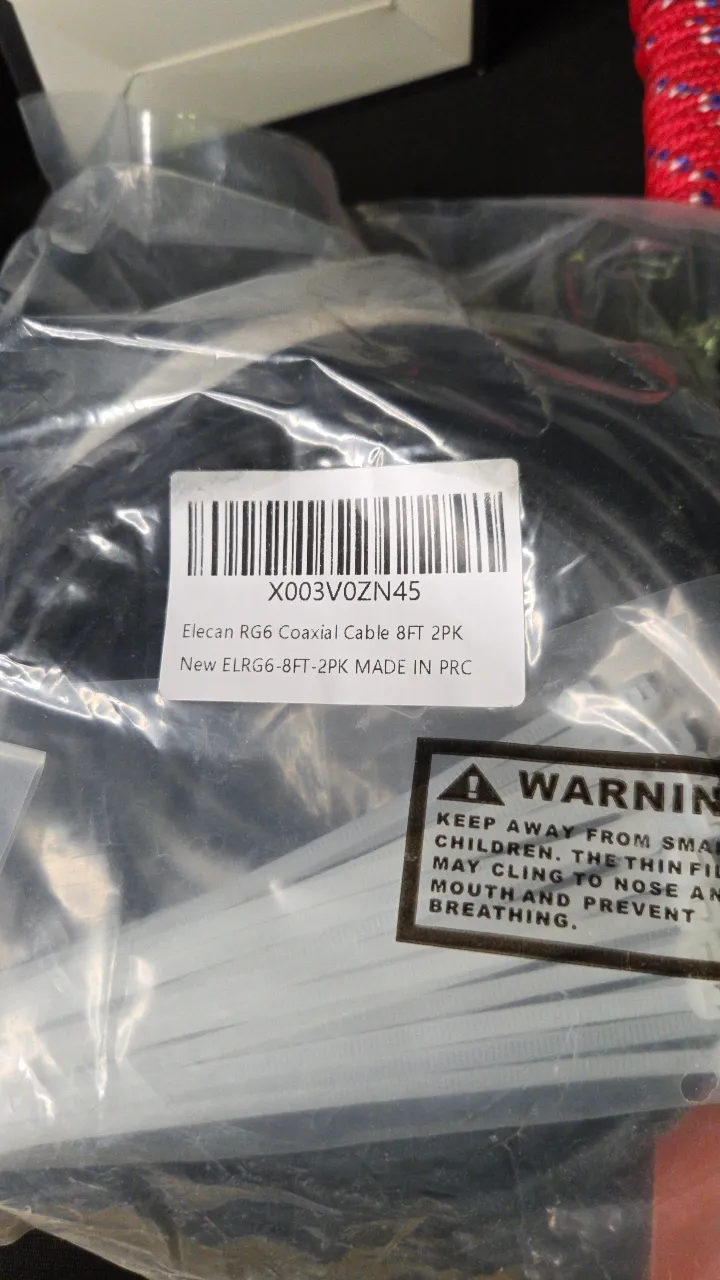 X003V0ZN45
Elecan RG6 Coaxial Cable 8FT 2PK
New ELRG6-8FT-2PK MADE IN PRC
WARNIN
KEEP AWAY FROM SMA
CHILDREN. THE THIN FIL
MAY CLING TO NOSE AN
MOUTH AND PREVENT
BREATHING.